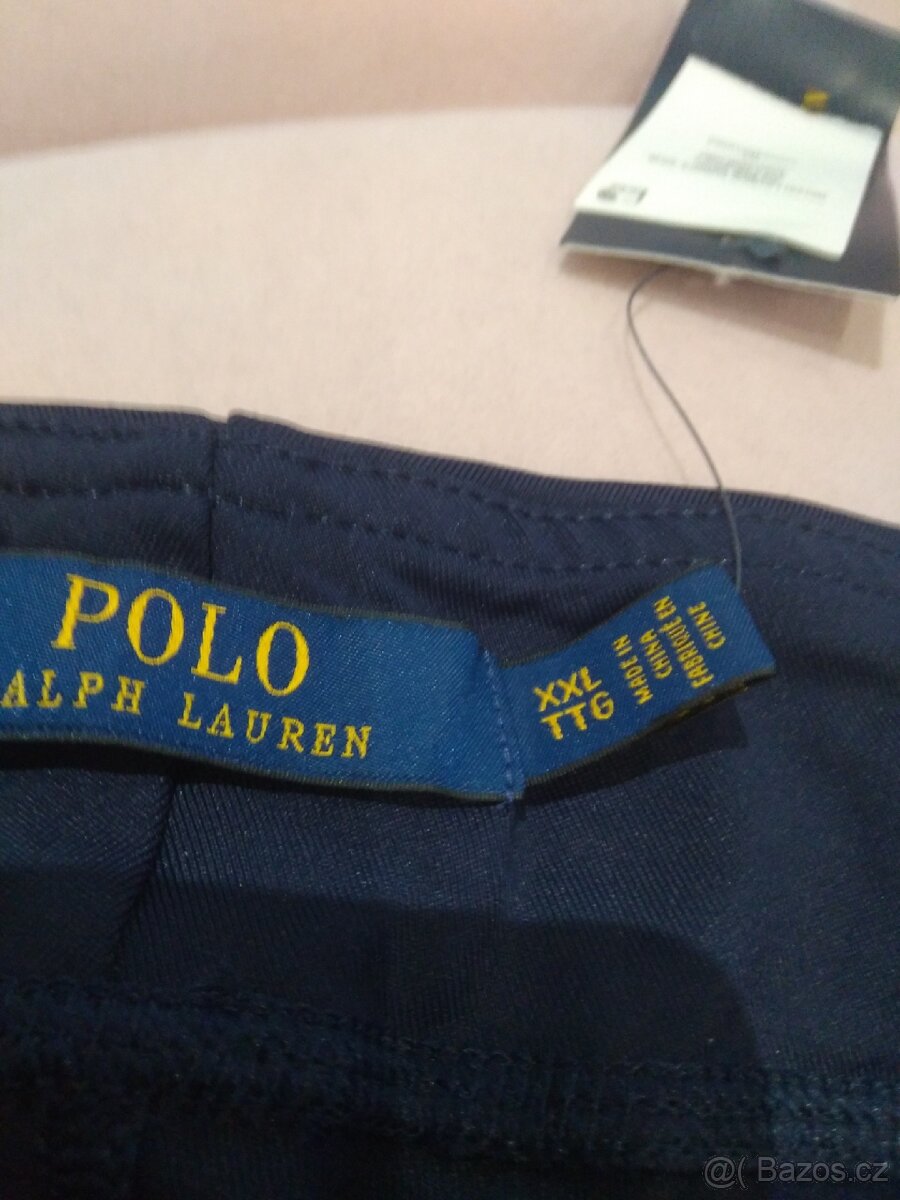 POLO
ALPH LAUREN
XXL
TTG
MADE IN
CHINA
FABRIQUÉ EN
CHINE
@( Bazos.cz